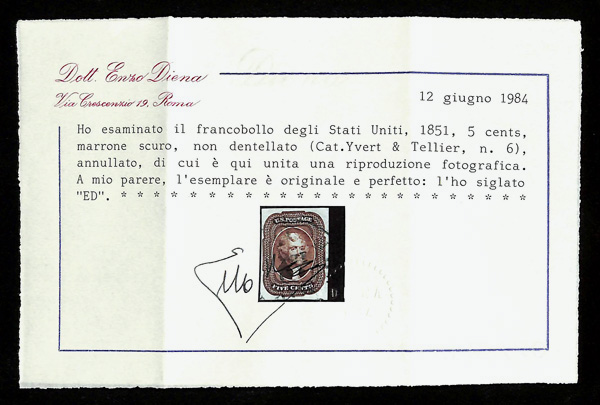 Dott. Enzo Diena
Via Crescenzio 19, Roma
12 giugno 1984
Ho esaminato il francobollo degli Stati Uniti, 1851, 5 cents,
marrone scuro, non dentellato (Cat.Yvert & Tellier, n. 6),
annullato, di cui è qui unita una riproduzione fotografica.
A mio parere, l'esemplare è originale e perfetto: l'ho siglato
"ED". * * * * * * * * * * * * * * * * * * * * * * * * * * * * *
U.S. POSTAGE
FIVE CENTS